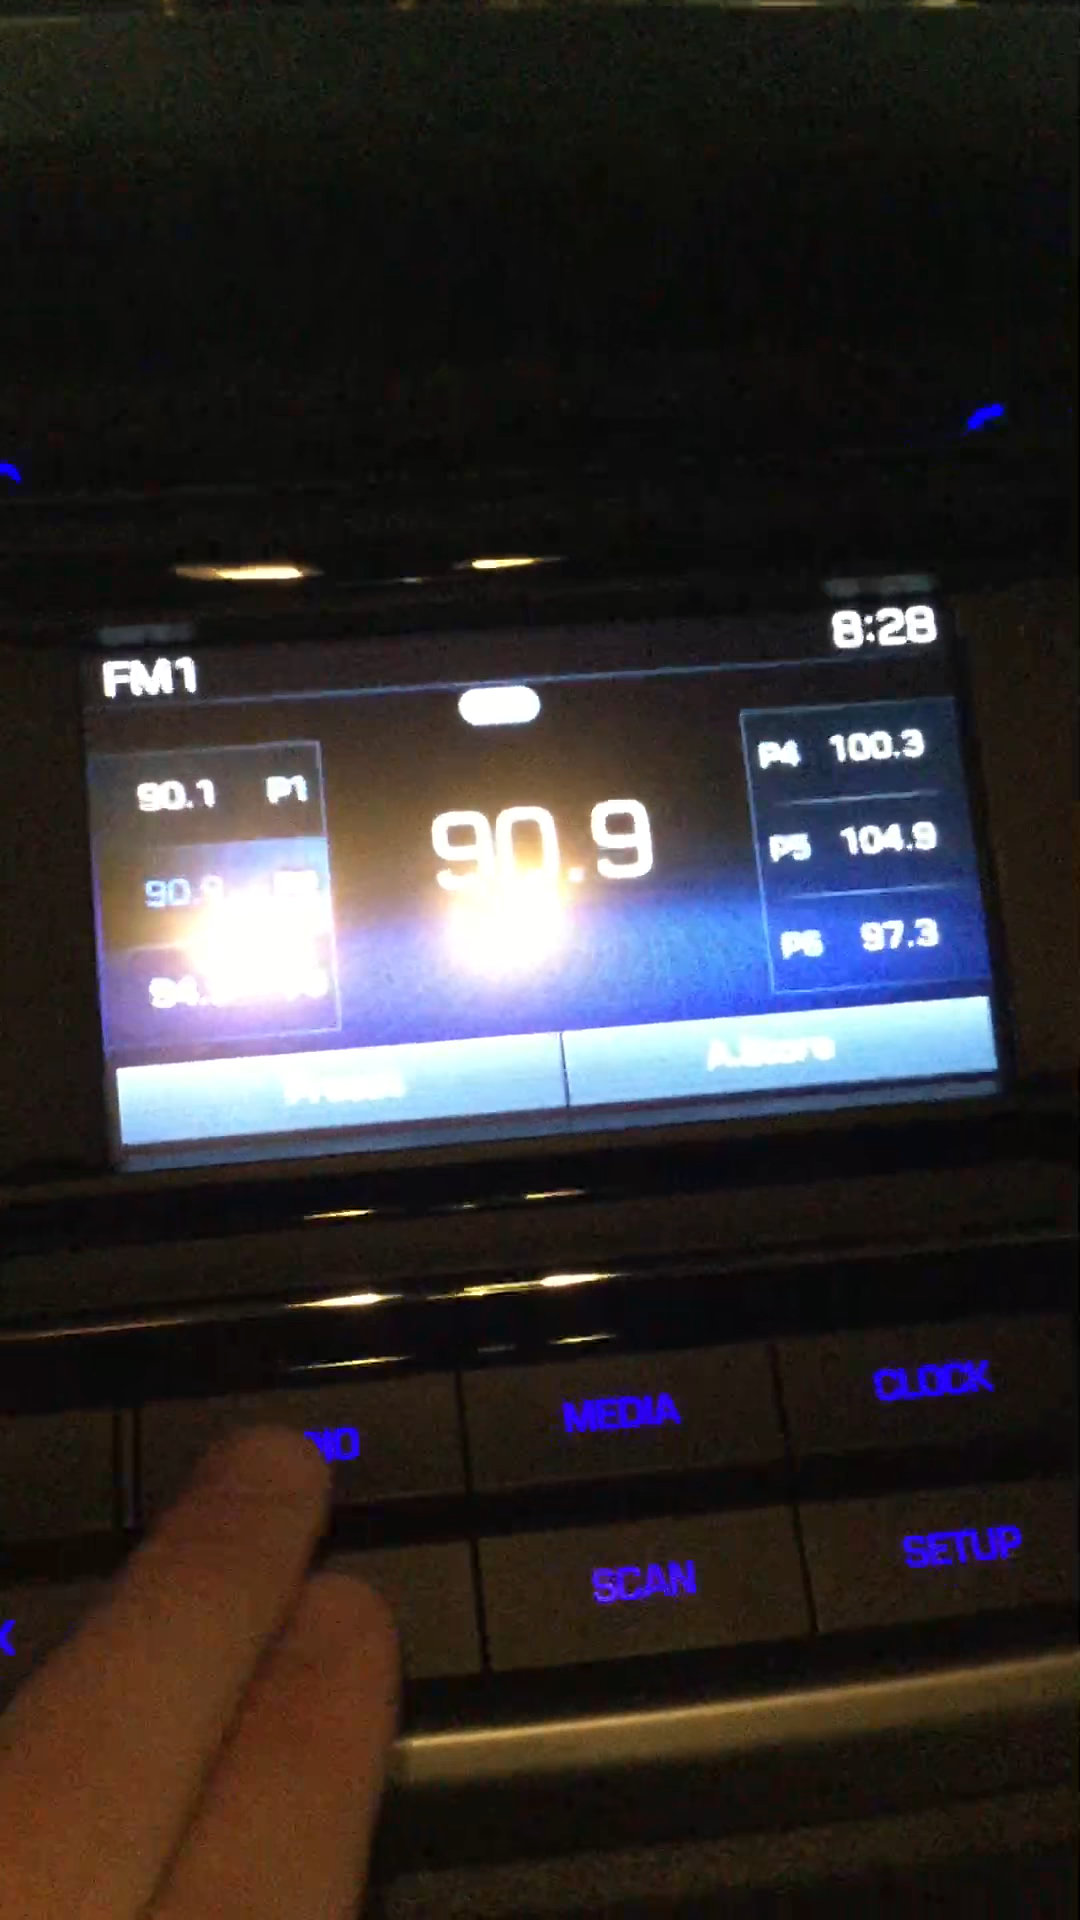 8:28
FM1
90.1 P1
90.9
P4 100.3
P5 104.9
P6 97.3
A.Store
MEDIA
CLOCK
SCAN
SETUP